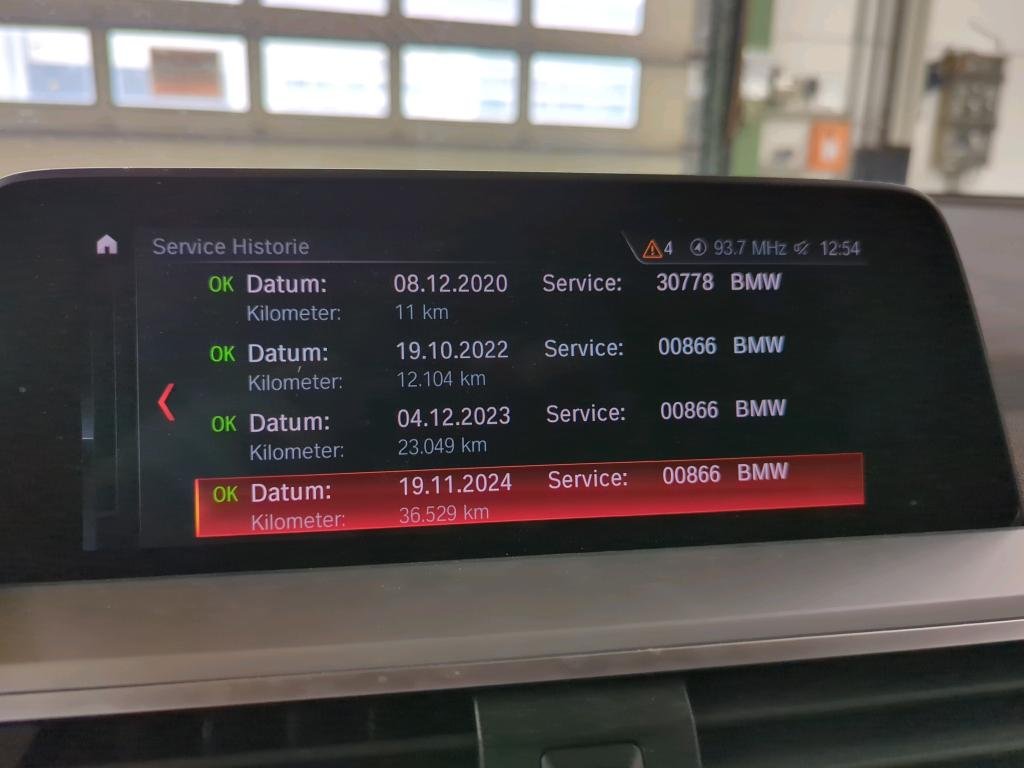 Service Historie 4 93.7 MHz 12:54
OK Datum: 08.12.2020 Service: 30778 BMW
Kilometer: 11 km
OK Datum: 19.10.2022 Service: 00866 BMW
Kilometer: 12.104 km
OK Datum: 04.12.2023 Service: 00866 BMW
Kilometer: 23.049 km
OK Datum: 19.11.2024 Service: 00866 BMW
Kilometer: 36.529 km